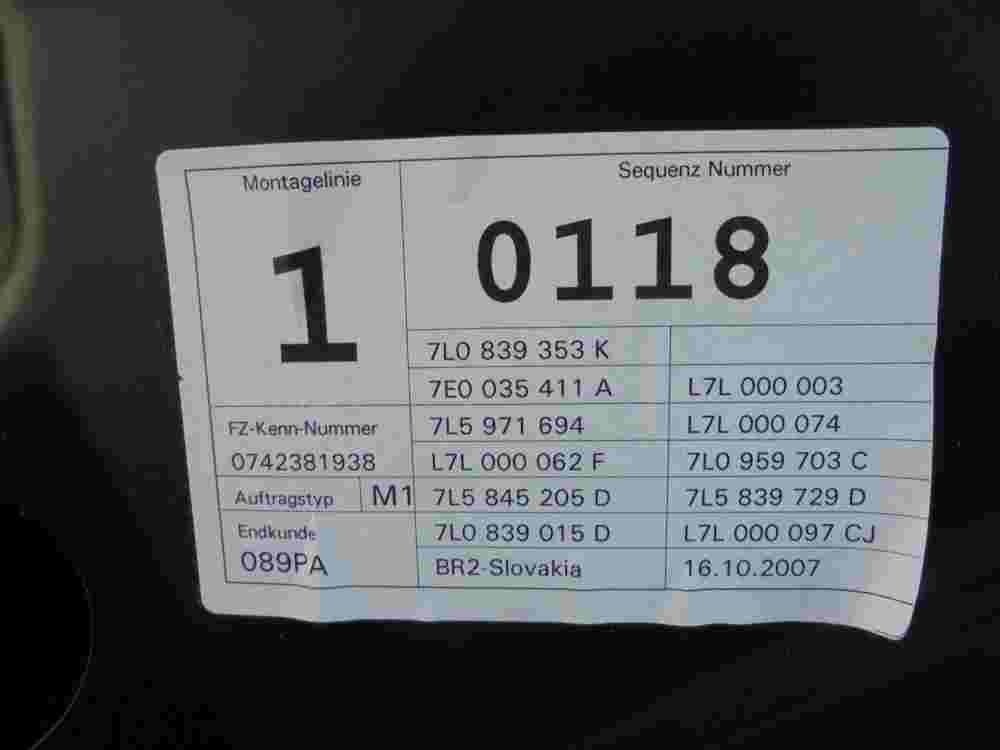 Montagelinie
1
Sequenz Nummer
0118
7L0 839 353 K
7E0 035 411 A L7L 000 003
7L5 971 694 L7L 000 074
FZ-Kenn-Nummer
0742381938
L7L 000 062 F 7L0 959 703 C
Auftragstyp M1
7L5 845 205 D 7L5 839 729 D
Endkunde
089PA
7L0 839 015 D L7L 000 097 CJ
BR2-Slovakia 16.10.2007